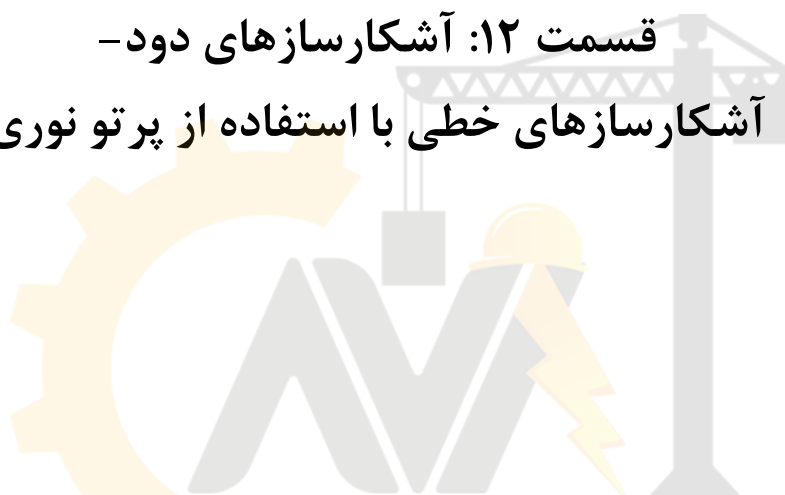 قسمت ۱۲: آشکارسازهای دود-
آشکارسازهای خطی با استفاده از پرتو نوری